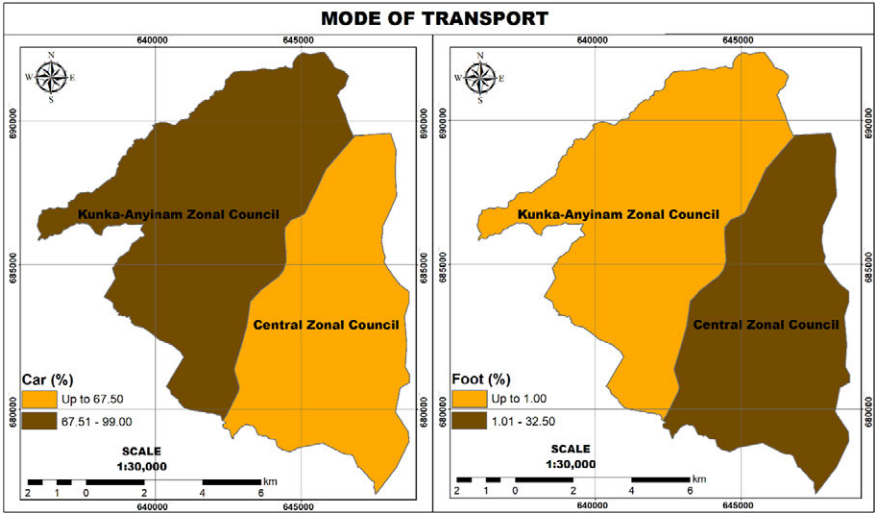 MODE OF TRANSPORT
640000 645000
N
W E
S
690000
690000
Kunka-Anyinam Zonal Council
685000
685000
Central Zonal Council
Car (%)
Up to 67.50
67.51 - 99.00
680000
680000
SCALE
1:30,000
km
2 1 0 2 4 6
640000 645000
640000 645000
N
W E
S
690000
690000
Kunka-Anyinam Zonal Council
685000
685000
Central Zonal Council
Foot (%)
Up to 1.00
1.01 - 32.50
680000
680000
SCALE
1:30,000
km
2 1 0 2 4 6
640000 645000